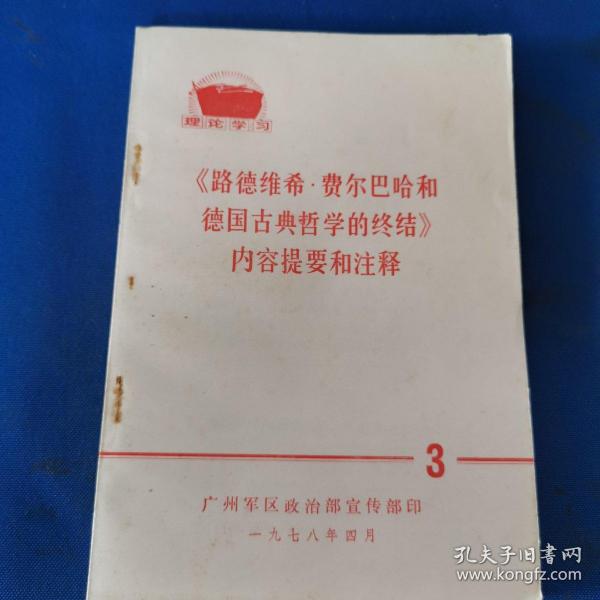 理论学习
《路德维希·费尔巴哈和
德国古典哲学的终结》
内容提要和注释
3
广州军区政治部宣传部印
一九七八年四月
孔夫子旧书网
www.kongfz.com